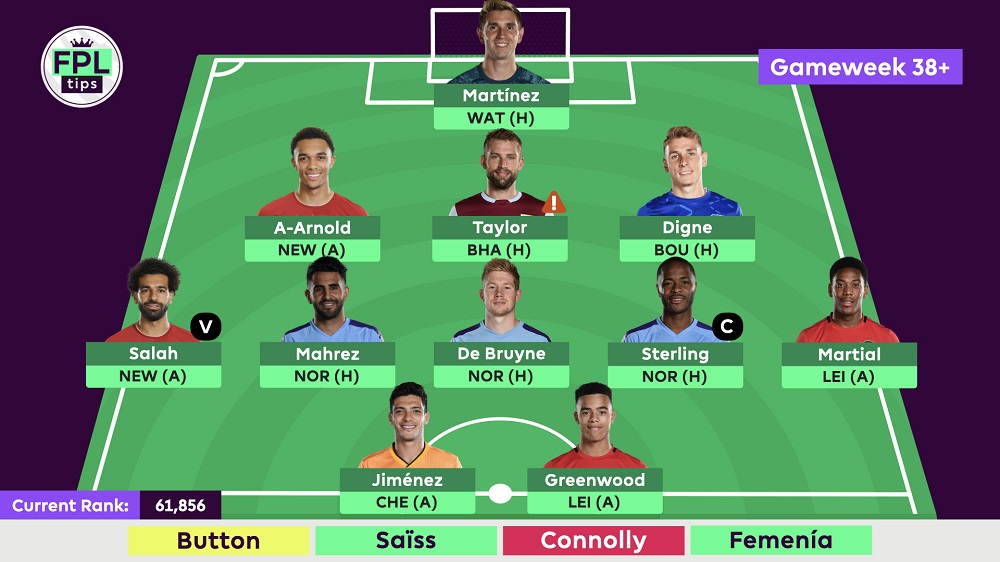 FPL
tips
Gameweek 38+
Martínez
WAT (H)
A-Arnold
NEW (A)
Taylor
!
BHA (H)
Digne
BOU (H)
Salah
V
NEW (A)
Mahrez
NOR (H)
De Bruyne
NOR (H)
Sterling
C
NOR (H)
Martial
LEI (A)
Jiménez
CHE (A)
Greenwood
LEI (A)
Current Rank: 61,856
Button
Saïss
Connolly
Femenía